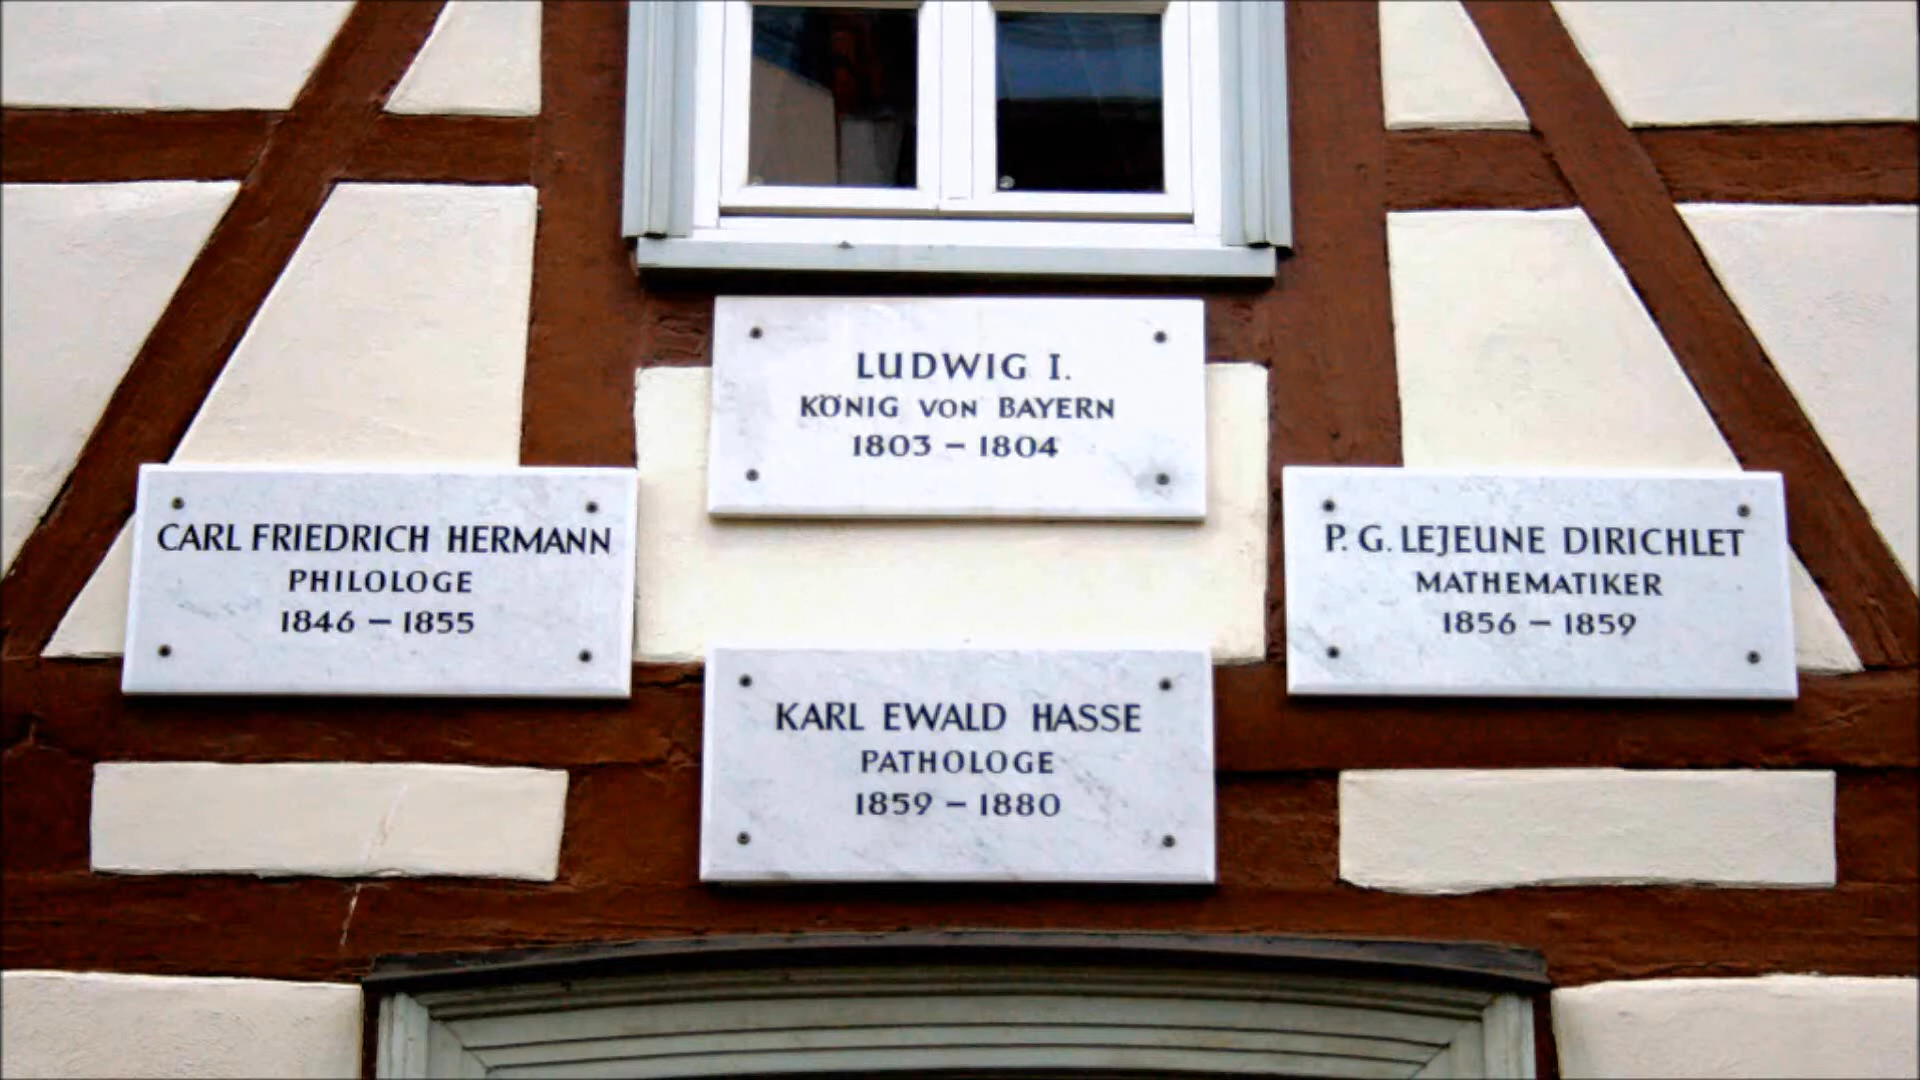 LUDWIG I.
KÖNIG VON BAYERN
1803 – 1804
CARL FRIEDRICH HERMANN
PHILOLOGE
1846 – 1855
P. G. LEJEUNE DIRICHLET
MATHEMATIKER
1856 – 1859
KARL EWALD HASSE
PATHOLOGE
1859 – 1880